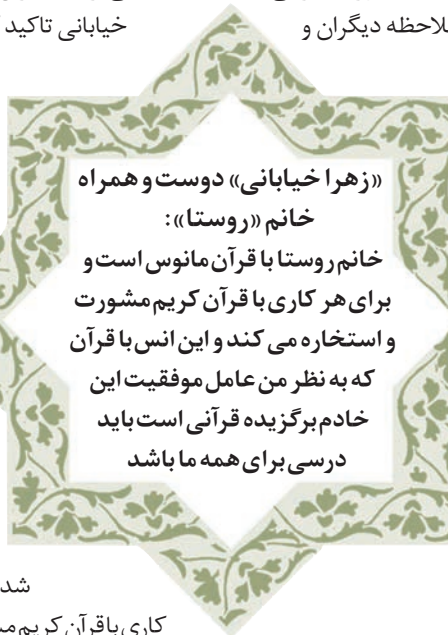 خیابانی تاکید
ملاحظه دیگران و
«زهرا خیابانی» دوست و همراه
خانم «روستا»:
خانم روستا با قرآن مانوس است و
برای هر کاری با قرآن کریم مشورت
و استخاره می کند و این انس با قرآن
که به نظر من عامل موفقیت این
خادم برگزیده قرآنی است باید
درسی برای همه ما باشد
کاری با قرآن کریم